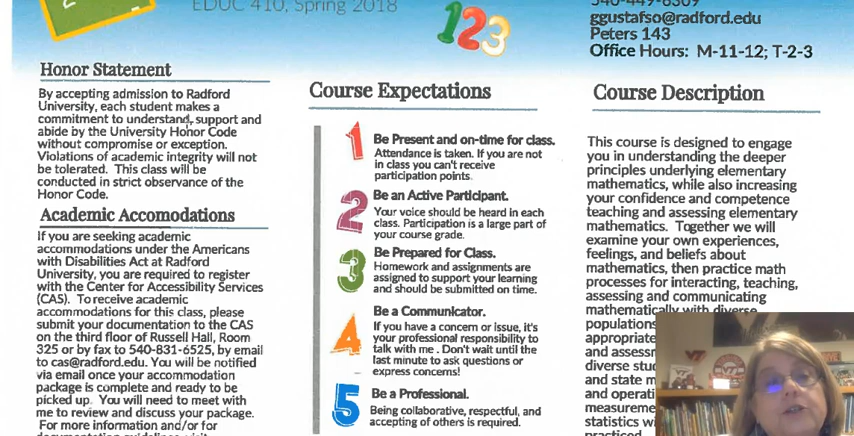 EDUC 410, Spring 2018
123
540-449-6309
ggustafso@radford.edu
Peters 143
Office Hours: M-11-12; T-2-3
Honor Statement
By accepting admission to Radford
University, each student makes a
commitment to understand, support and
abide by the University Honor Code
without compromise or exception.
Violations of academic integrity will not
be tolerated. This class will be
conducted in strict observance of the
Honor Code.
Academic Accomodations
If you are seeking academic
accommodations under the Americans
with Disabilities Act at Radford
University, you are required to register
with the Center for Accessibility Services
(CAS). To receive academic
accommodations for this class, please
submit your documentation to the CAS
on the third floor of Russell Hall, Room
325 or by fax to 540-831-6525, by email
to cas@radford.edu. You will be notified
via email once your accommodation
package is complete and ready to be
picked up. You will need to meet with
me to review and discuss your package.
For more information and/or for
Course Expectations
1 Be Present and on-time for class.
Attendance is taken. If you are not
in class you can't receive
participation points.
2 Be an Active Participant.
Your voice should be heard in each
class. Participation is a large part of
your course grade.
3 Be Prepared for Class.
Homework and assignments are
assigned to support your learning
and should be submitted on time.
4 Be a Communicator.
If you have a concern or issue, it's
your professional responsibility to
talk with me . Don't wait until the
last minute to ask questions or
express concerns!
5 Be a Professional.
Being collaborative, respectful, and
accepting of others is required.
Course Description
This course is designed to engage
you in understanding the deeper
principles underlying elementary
mathematics, while also increasing
your confidence and competence
teaching and assessing elementary
mathematics. Together we will
examine your own experiences,
feelings, and beliefs about
mathematics, then practice math
processes for interacting, teaching,
assessing and communicating
mathematically with diverse
populations
appropriate
and assessm
diverse stud
and state m
and operati
measureme
statistics wi
practiced